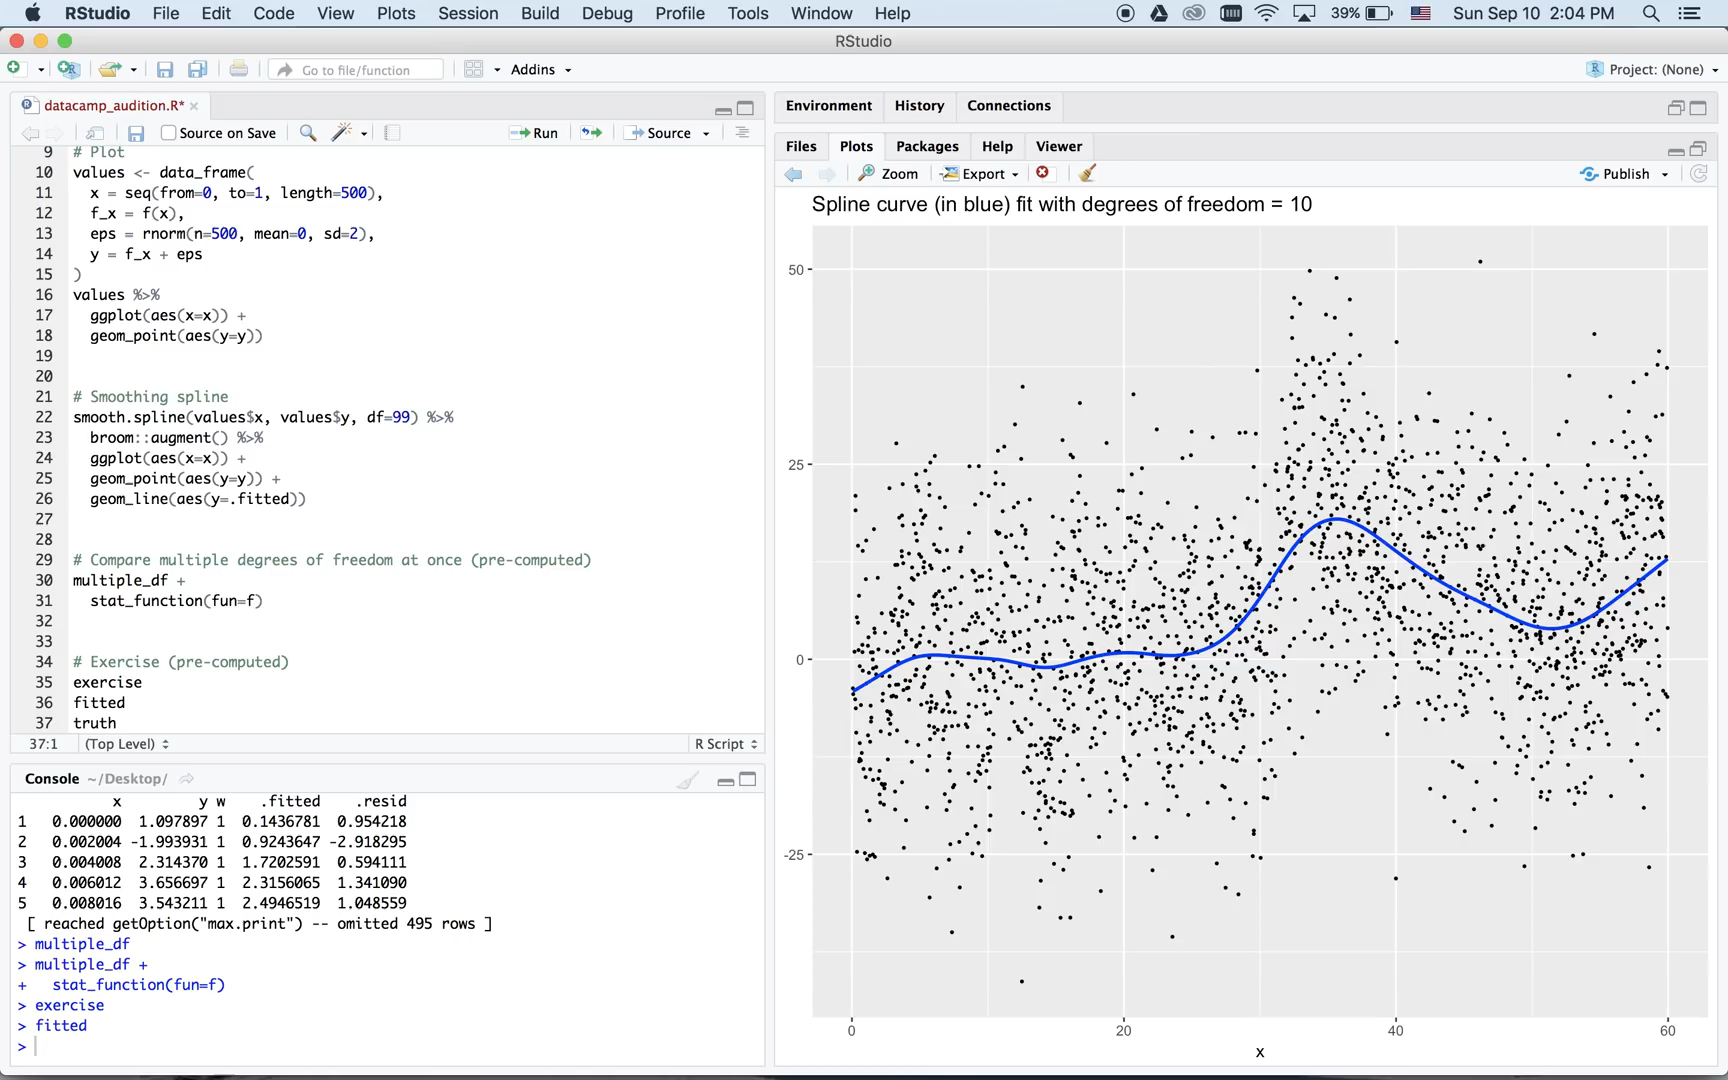 RStudio File Edit Code View Plots Session Build Debug Profile Tools Window Help 39% Sun Sep 10 2:04 PM
RStudio
Go to file/function Addins Project: (None)
datacamp_audition.R*
Source on Save Run Source
9 # Plot
10 values <- data_frame(
11 x = seq(from=0, to=1, length=500),
12 f_x = f(x),
13 eps = rnorm(n=500, mean=0, sd=2),
14 y = f_x + eps
15 )
16 values %>%
17 ggplot(aes(x=x)) +
18 geom_point(aes(y=y))
19
20
21 # Smoothing spline
22 smooth.spline(values$x, values$y, df=99) %>%
23 broom::augment() %>%
24 ggplot(aes(x=x)) +
25 geom_point(aes(y=y)) +
26 geom_line(aes(y=.fitted))
27
28
29 # Compare multiple degrees of freedom at once (pre-computed)
30 multiple_df +
31 stat_function(fun=f)
32
33
34 # Exercise (pre-computed)
35 exercise
36 fitted
37 truth
37:1 (Top Level) R Script
Console ~/Desktop/
x y w .fitted .resid
1 0.000000 1.097897 1 0.1436781 0.954218
2 0.002004 -1.993931 1 0.9243647 -2.918295
3 0.004008 2.314370 1 1.7202591 0.594111
4 0.006012 3.656697 1 2.3156065 1.341090
5 0.008016 3.543211 1 2.4946519 1.048559
[ reached getOption("max.print") -- omitted 495 rows ]
> multiple_df
> multiple_df +
+ stat_function(fun=f)
> exercise
> fitted
>
Environment History Connections
Files Plots Packages Help Viewer
Zoom Export Publish
Spline curve (in blue) fit with degrees of freedom = 10
50
25
0
-25
0 20 40 60
x